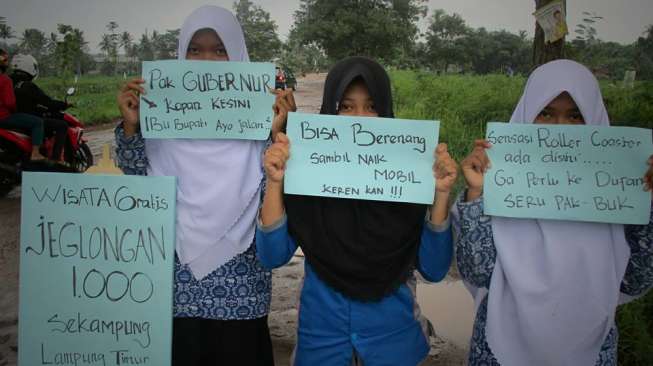 Pak GUBERNUR
Kapan KESINI
! Bu Bupati Ayo Jalan ?
BISA Berenang
SAMBIL NAIK
MOBIL
KEREN KAN !!!
SENSASI Roller Coaster
ada disini .....
Ga' Perlu ke Dufan
SERU PAK-BUK
WISATA Gratis
JEGLONGAN
1.000
Sekampung
Lampung Timur